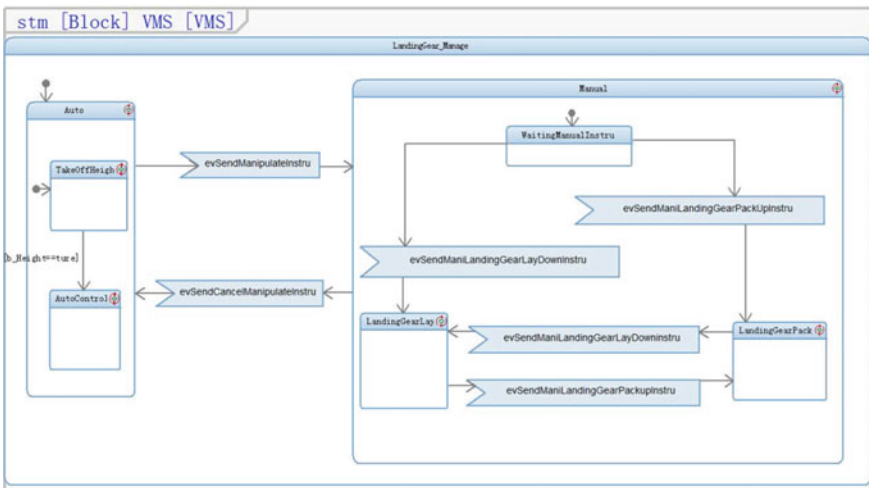 stm [Block] VMS [VMS]
LandingGear_Manage
Auto
Manual
WaitingManualInstru
evSendManipulateInstru
TakeOffHeigh
evSendManiLandingGearPackUpInstru
[b_Height==ture]
evSendManiLandingGearLayDownInstru
AutoControl
evSendCancelManipulateInstru
LandingGearLay
evSendManiLandingGearLayDowninstru
LandingGearPack
evSendManiLandingGearPackupInstru